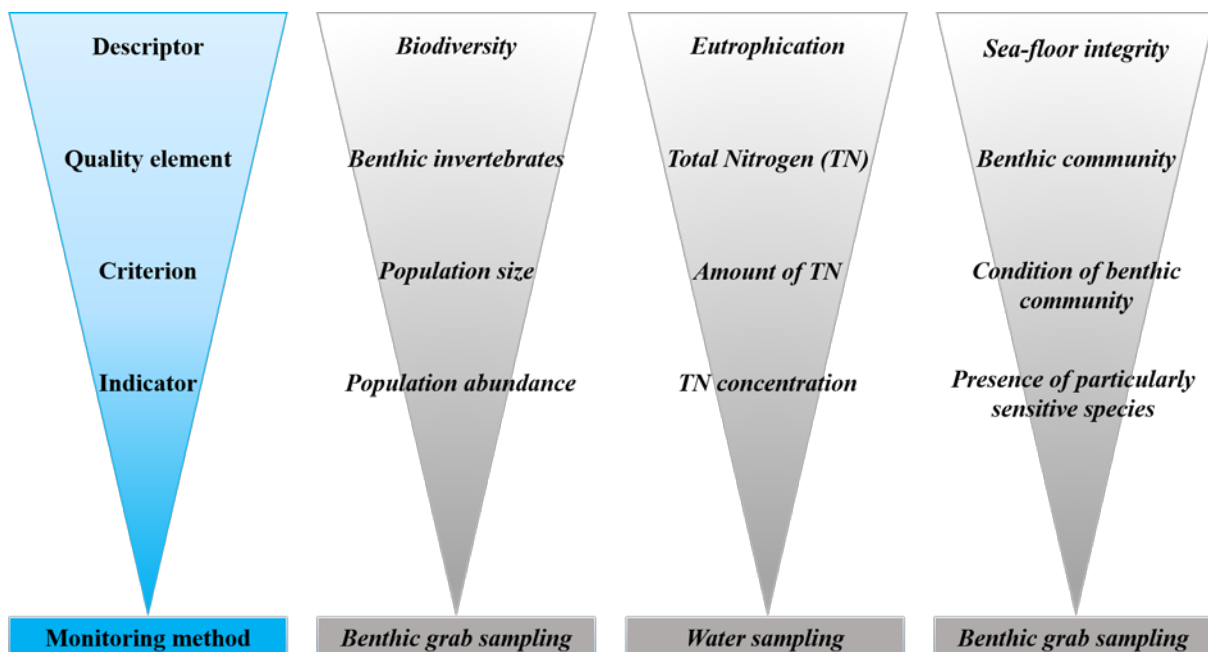 Descriptor
Biodiversity
Eutrophication
Sea-floor integrity
Quality element
Benthic invertebrates
Total Nitrogen (TN)
Benthic community
Criterion
Population size
Amount of TN
Condition of benthic
community
Indicator
Population abundance
TN concentration
Presence of particularly
sensitive species
Monitoring method
Benthic grab sampling
Water sampling
Benthic grab sampling